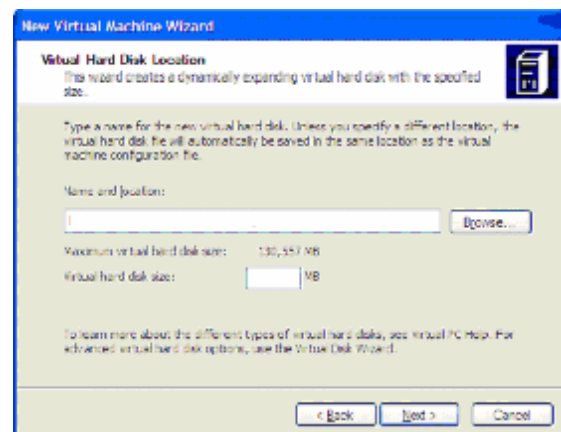 New Virtual Machine Wizard
Virtual Hard Disk Location
This wizard creates a dynamically expanding virtual hard disk with the specified
size.
Type a name for the new virtual hard disk. Unless you specify a different location, the
virtual hard disk file will automatically be saved in the same location as the virtual
machine configuration file.
Name and location:
Browse...
Maximum virtual hard disk size: 130,557 MB
Virtual hard disk size: MB
To learn more about the different types of virtual hard disks, see Virtual PC Help. For
advanced virtual hard disk options, use the Virtual Disk Wizard.
< Back Next > Cancel